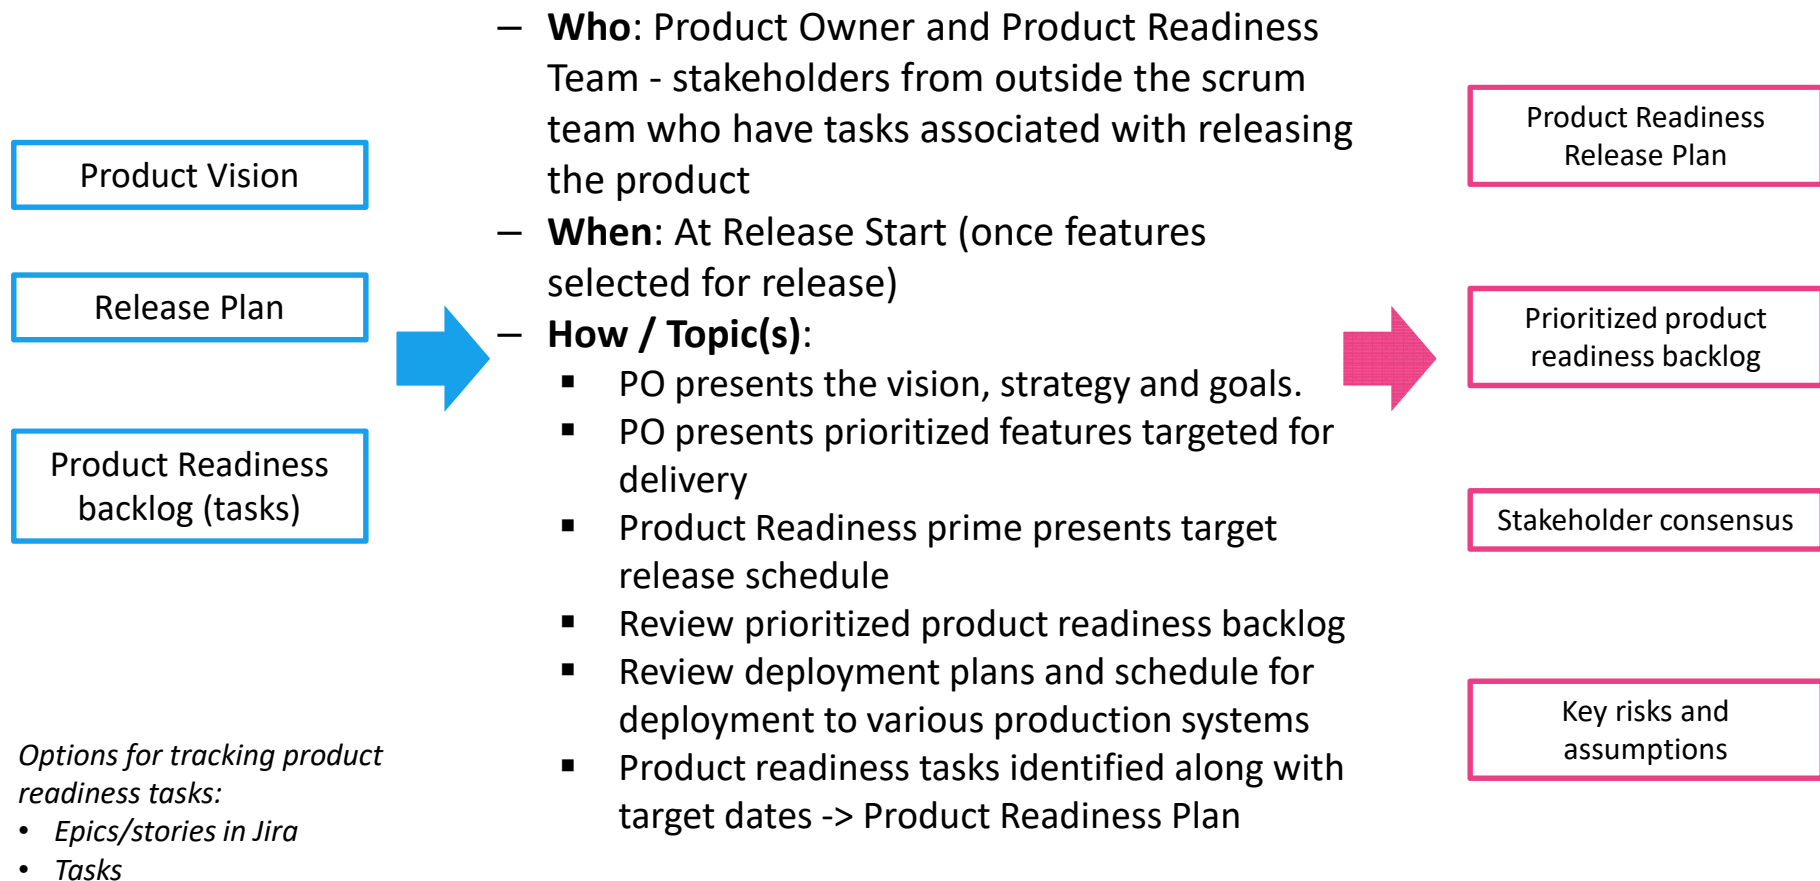 Product Vision
Release Plan
Product Readiness
backlog (tasks)
Options for tracking product
readiness tasks:
• Epics/stories in Jira
• Tasks
– Who: Product Owner and Product Readiness
Team - stakeholders from outside the scrum
team who have tasks associated with releasing
the product
– When: At Release Start (once features
selected for release)
– How / Topic(s):
▪ PO presents the vision, strategy and goals.
▪ PO presents prioritized features targeted for
delivery
▪ Product Readiness prime presents target
release schedule
▪ Review prioritized product readiness backlog
▪ Review deployment plans and schedule for
deployment to various production systems
▪ Product readiness tasks identified along with
target dates -> Product Readiness Plan
Product Readiness
Release Plan
Prioritized product
readiness backlog
Stakeholder consensus
Key risks and
assumptions